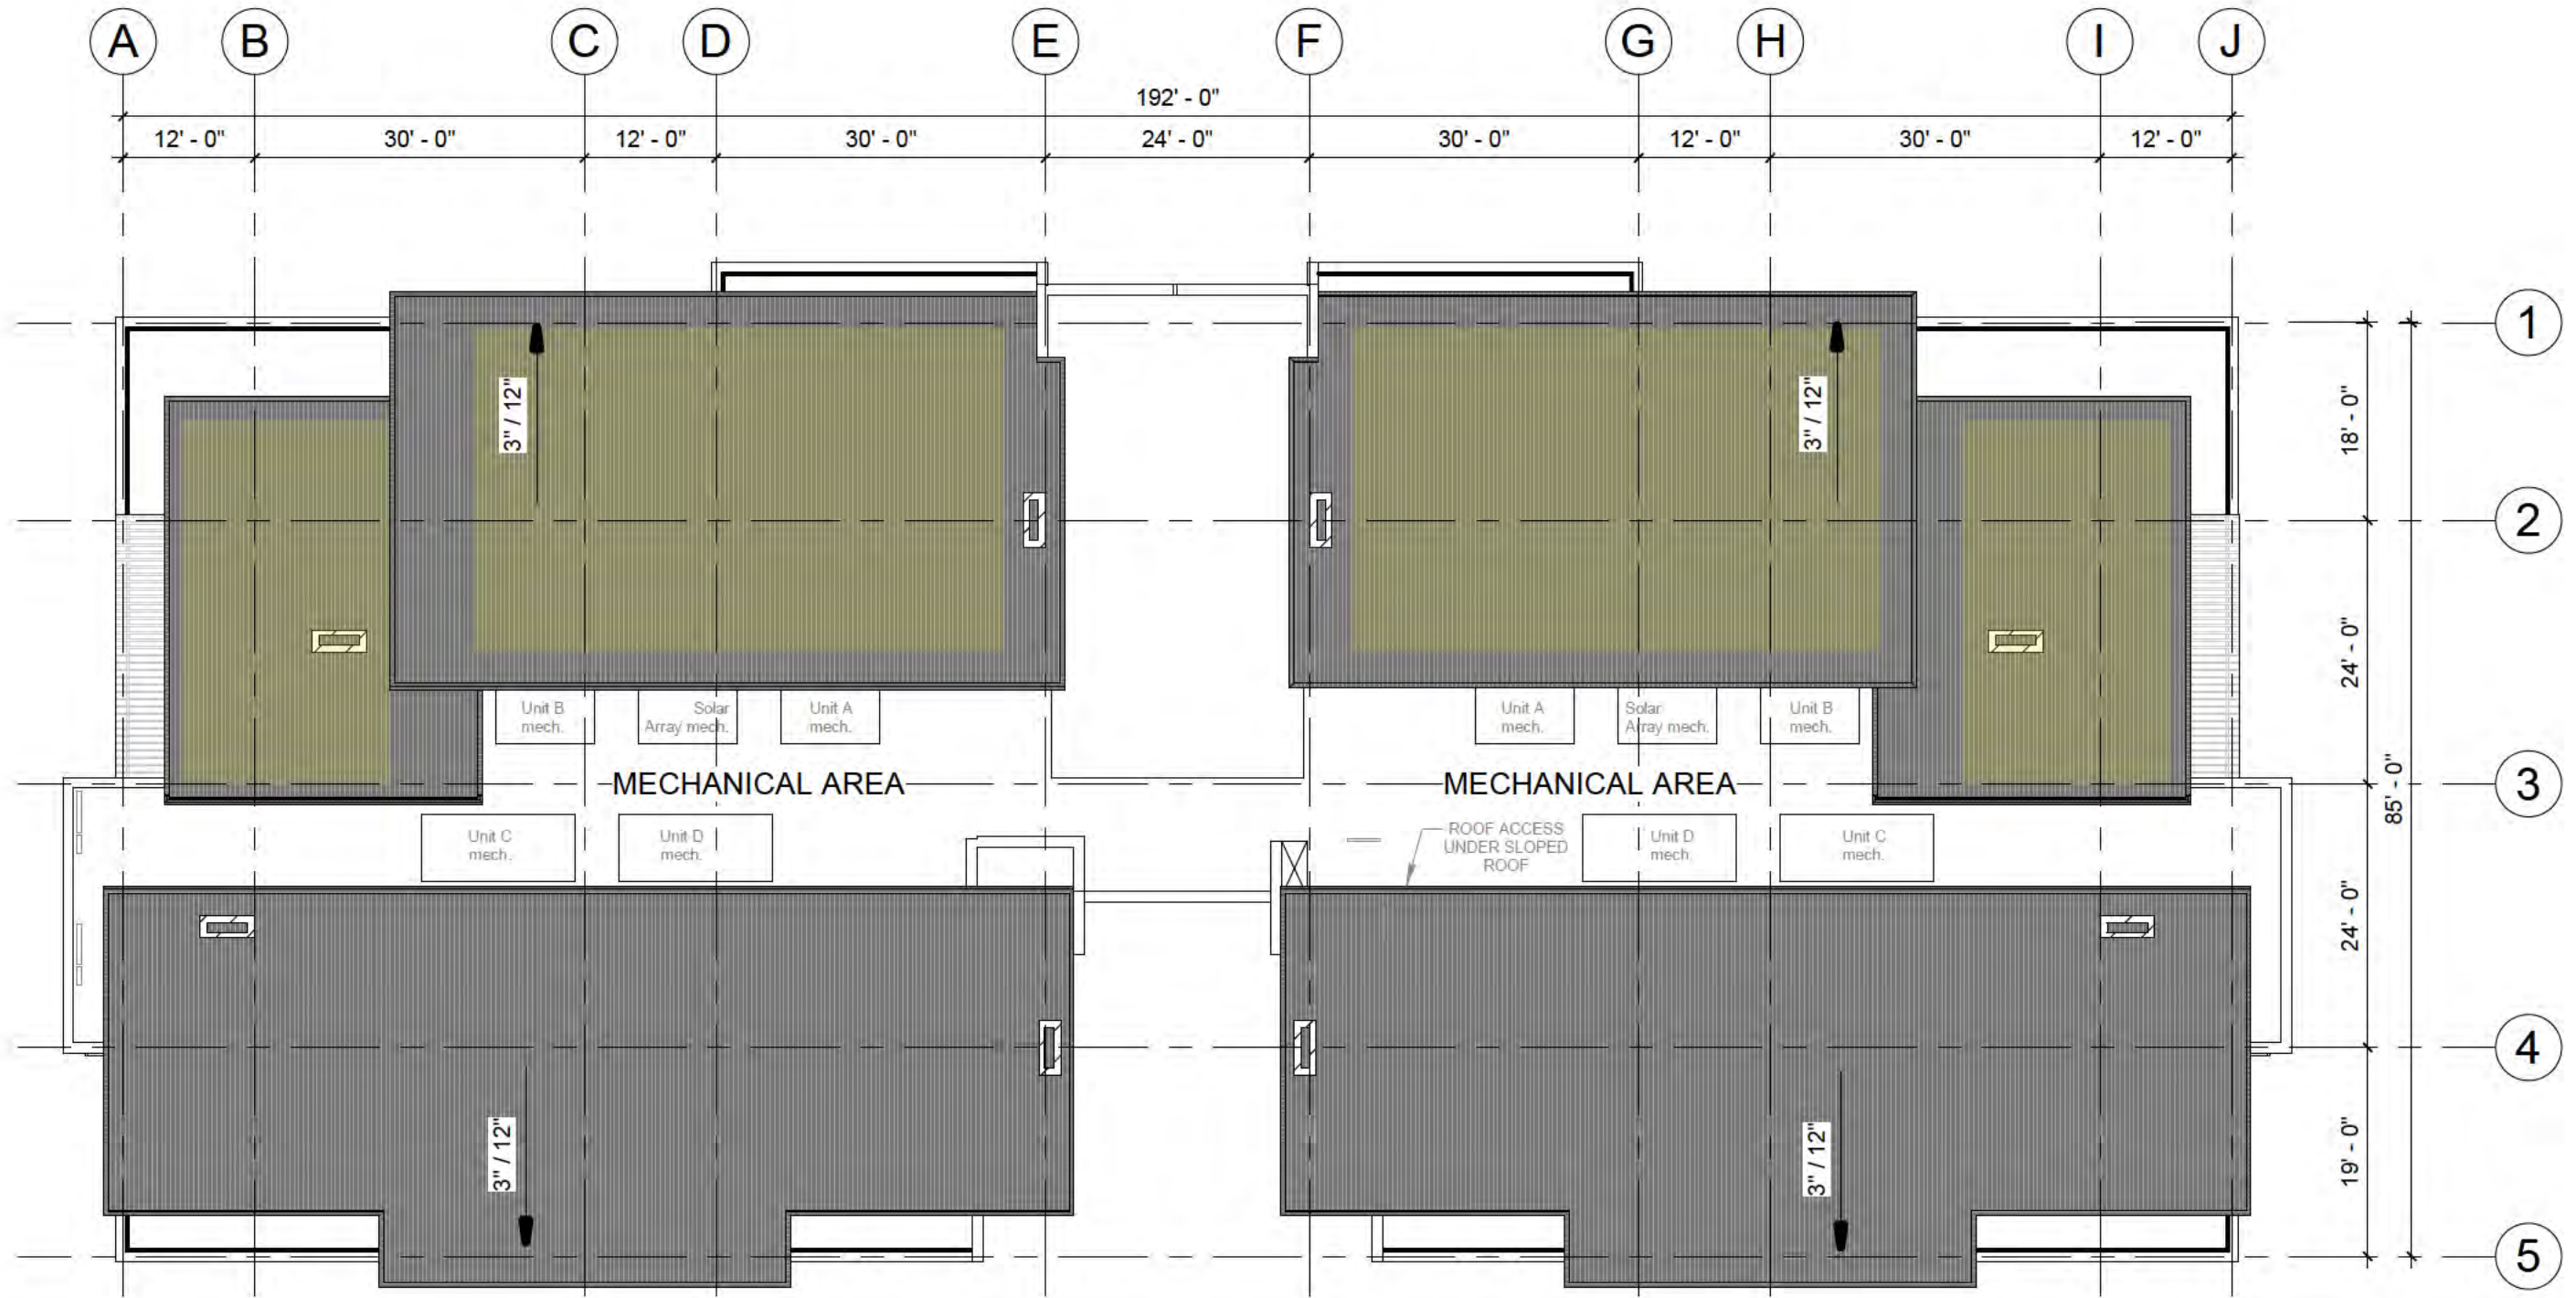 A B C D E F G H I J
192' - 0"
12' - 0" 30' - 0" 12' - 0" 30' - 0" 24' - 0" 30' - 0" 12' - 0" 30' - 0" 12' - 0"
1
3" / 12"
3" / 12"
18' - 0"
2
24' - 0"
Unit B
mech.
Solar
Array mech.
Unit A
mech.
Unit A
mech.
Solar
Array mech.
Unit B
mech.
MECHANICAL AREA
MECHANICAL AREA
3
85' - 0"
Unit C
mech.
Unit D
mech.
ROOF ACCESS
UNDER SLOPED
ROOF
Unit D
mech.
Unit C
mech.
24' - 0"
4
3" / 12"
3" / 12"
19' - 0"
5